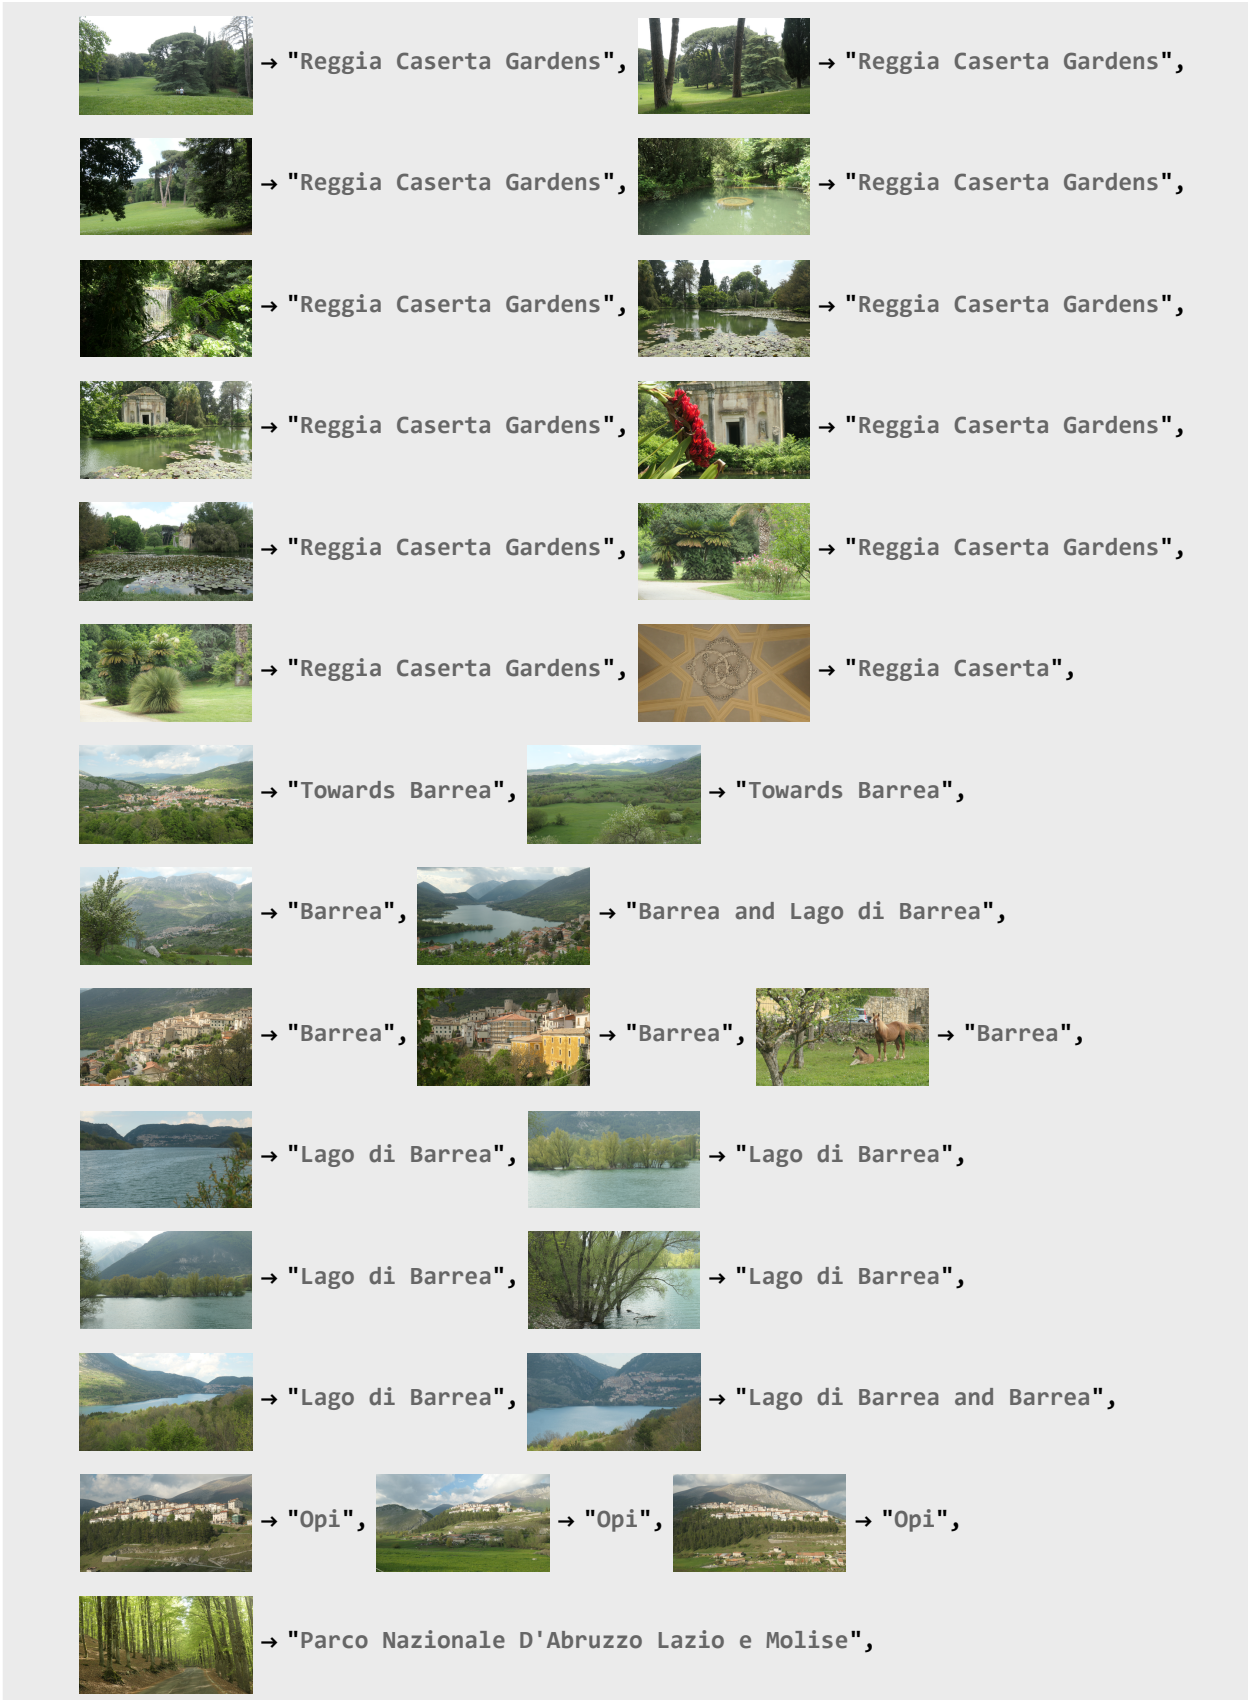 → "Reggia Caserta Gardens", → "Reggia Caserta Gardens",
→ "Reggia Caserta Gardens", → "Reggia Caserta Gardens",
→ "Reggia Caserta Gardens", → "Reggia Caserta Gardens",
→ "Reggia Caserta Gardens", → "Reggia Caserta Gardens",
→ "Reggia Caserta Gardens", → "Reggia Caserta Gardens",
→ "Reggia Caserta Gardens", → "Reggia Caserta",
→ "Towards Barrea", → "Towards Barrea",
→ "Barrea", → "Barrea and Lago di Barrea",
→ "Barrea", → "Barrea", → "Barrea",
→ "Lago di Barrea", → "Lago di Barrea",
→ "Lago di Barrea", → "Lago di Barrea",
→ "Lago di Barrea", → "Lago di Barrea and Barrea",
→ "Opi", → "Opi", → "Opi",
→ "Parco Nazionale D'Abruzzo Lazio e Molise",